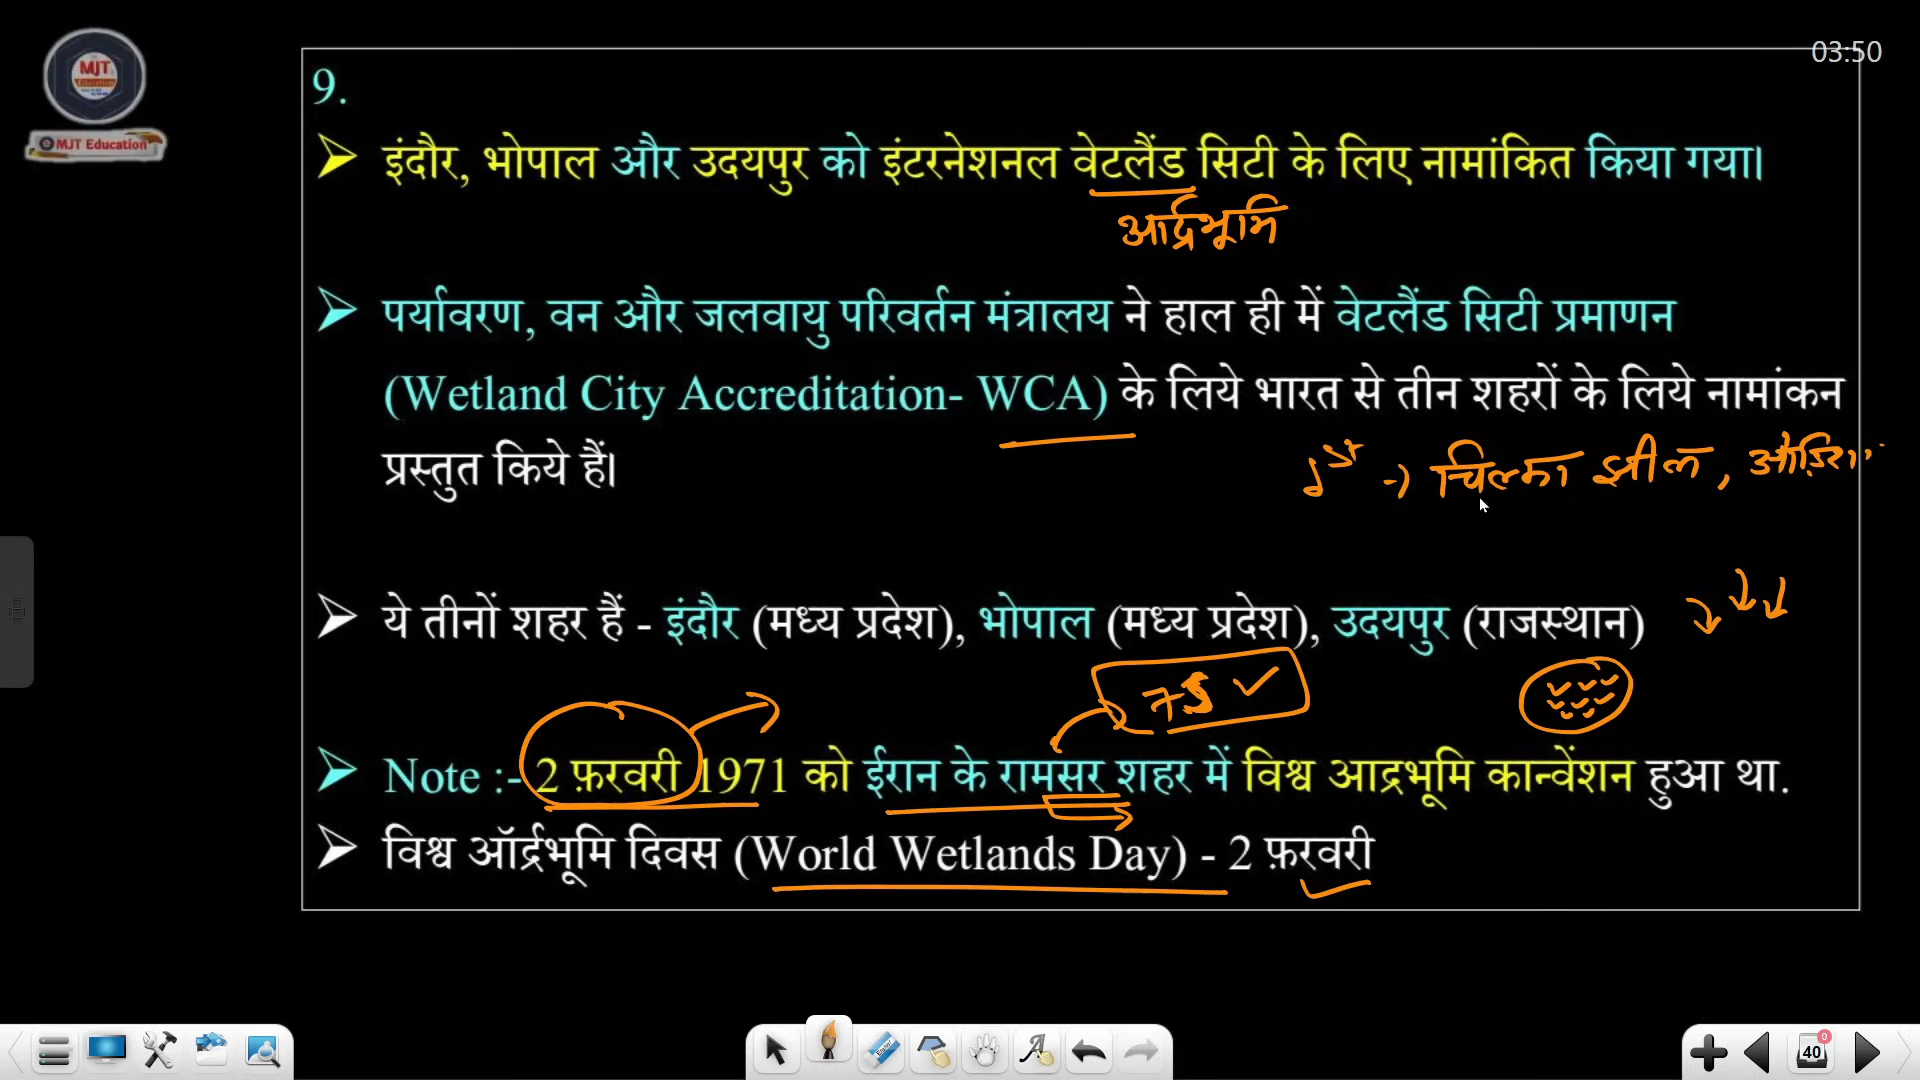 MJT
MJT Education
03:50
9.
इंदौर, भोपाल और उदयपुर को इंटरनेशनल वेटलैंड सिटी के लिए नामांकित किया गया।
आर्द्रभूमि
पर्यावरण, वन और जलवायु परिवर्तन मंत्रालय ने हाल ही में वेटलैंड सिटी प्रमाणन
(Wetland City Accreditation- WCA) के लिये भारत से तीन शहरों के लिये नामांकन
प्रस्तुत किये हैं।
1st → चिल्का झील,
ये तीनों शहर हैं - इंदौर (मध्य प्रदेश), भोपाल (मध्य प्रदेश), उदयपुर (राजस्थान)
75 ✓
Note :- 2 फ़रवरी 1971 को ईरान के रामसर शहर में विश्व आद्रभूमि कान्वेंशन हुआ था.
विश्व ऑर्द्रभूमि दिवस (World Wetlands Day) - 2 फ़रवरी
40
0